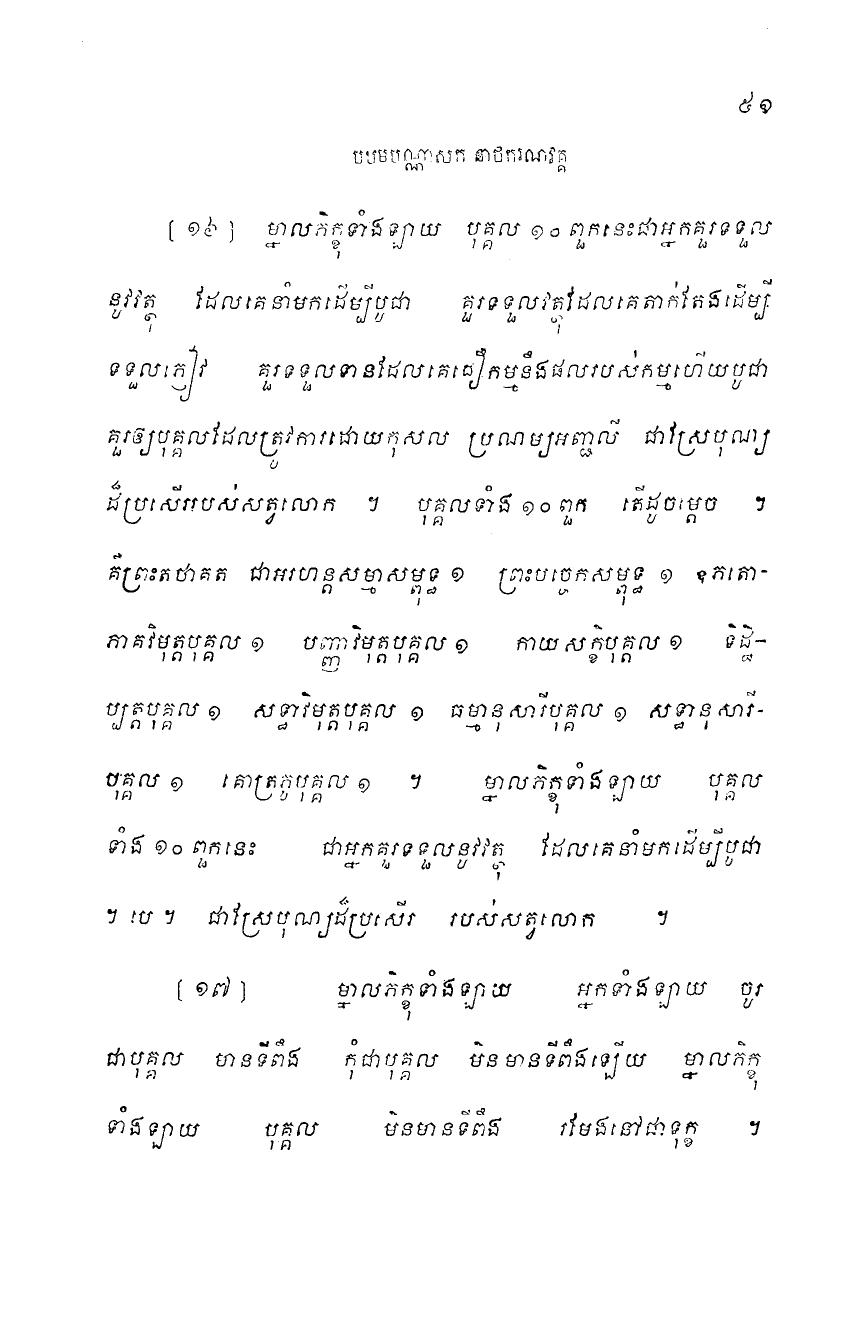 ៥១
បឋមបណ្ណាសក នាថករណវគ្គ
[ ១៦ ] ម្នាលភិក្ខុទាំងឡាយ បុគ្គល ១០ ពួកនេះជាអ្នកគួរទទួល
នូវវត្ថុ ដែលគេនាំមកដើម្បីបូជា គួរទទួលវត្ថុដែលគេតាក់តែងដើម្បី
ទទួលភ្ញៀវ គួរទទួលទានដែលគេជឿកម្មនឹងផលរបស់កម្មហើយបូជា
គួរឲ្យបុគ្គលដែលត្រូវការដោយកុសល ប្រណម្យអញ្ជលី ជាវិស្រែបុណ្យ
ដ៏ប្រសើររបស់សត្វលោក ។ បុគ្គលទាំង ១០ ពួក តើដូចម្តេច ។
គឺព្រះតថាគត ជាអរហន្តសម្មាសម្ពុទ្ធ ១ ព្រះបច្ចេកសម្ពុទ្ធ ១ ឧភតោ-
ភាគវិមុត្តបុគ្គល ១ បញ្ញាវិមុត្តបុគ្គល ១ កាយសក្ខិបុគ្គល ១ ទិដ្ឋិ-
ប្បត្តបុគ្គល ១ សទ្ធាវិមុត្តបុគ្គល ១ ធម្មានុសារីបុគ្គល ១ សទ្ធានុសារី-
បុគ្គល ១ គោត្រភូបុគ្គល ១ ។ ម្នាលភិក្ខុទាំងឡាយ បុគ្គល
ទាំង ១០ ពួកនេះ ជាអ្នកគួរទទួលនូវវត្ថុ ដែលគេនាំមកដើម្បីបូជា
។ បេ ។ ជាវិស្រែបុណ្យដ៏ប្រសើរ របស់សត្វលោក ។
[ ១៧ ] ម្នាលភិក្ខុទាំងឡាយ អ្នកទាំងឡាយ ចូរ
ជាបុគ្គល មានទីពឹង កុំជាបុគ្គល មិនមានទីពឹងឡើយ ម្នាលភិក្ខុ
ទាំងឡាយ បុគ្គល មិនមានទីពឹង រមែងនៅជាទុក្ខ ។